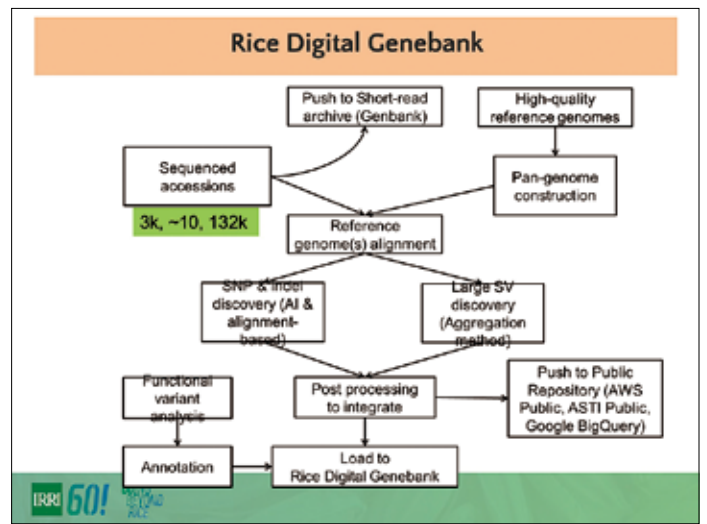 Rice Digital Genebank
Push to Short-read
archive (Genbank)
High-quality
reference genomes
Sequenced
accessions
Pan-genome
construction
3k, ~10, 132k
Reference
genome(s) alignment
SNP & Indel
discovery (AI &
alignment-
based)
Large SV
discovery
(Aggregation
method)
Functional
variant
analysis
Post processing
to integrate
Push to Public
Repository (AWS
Public, ASTI Public,
Google BigQuery)
Annotation
Load to
Rice Digital Genebank
IRRI 60!
BEYOND
RICE